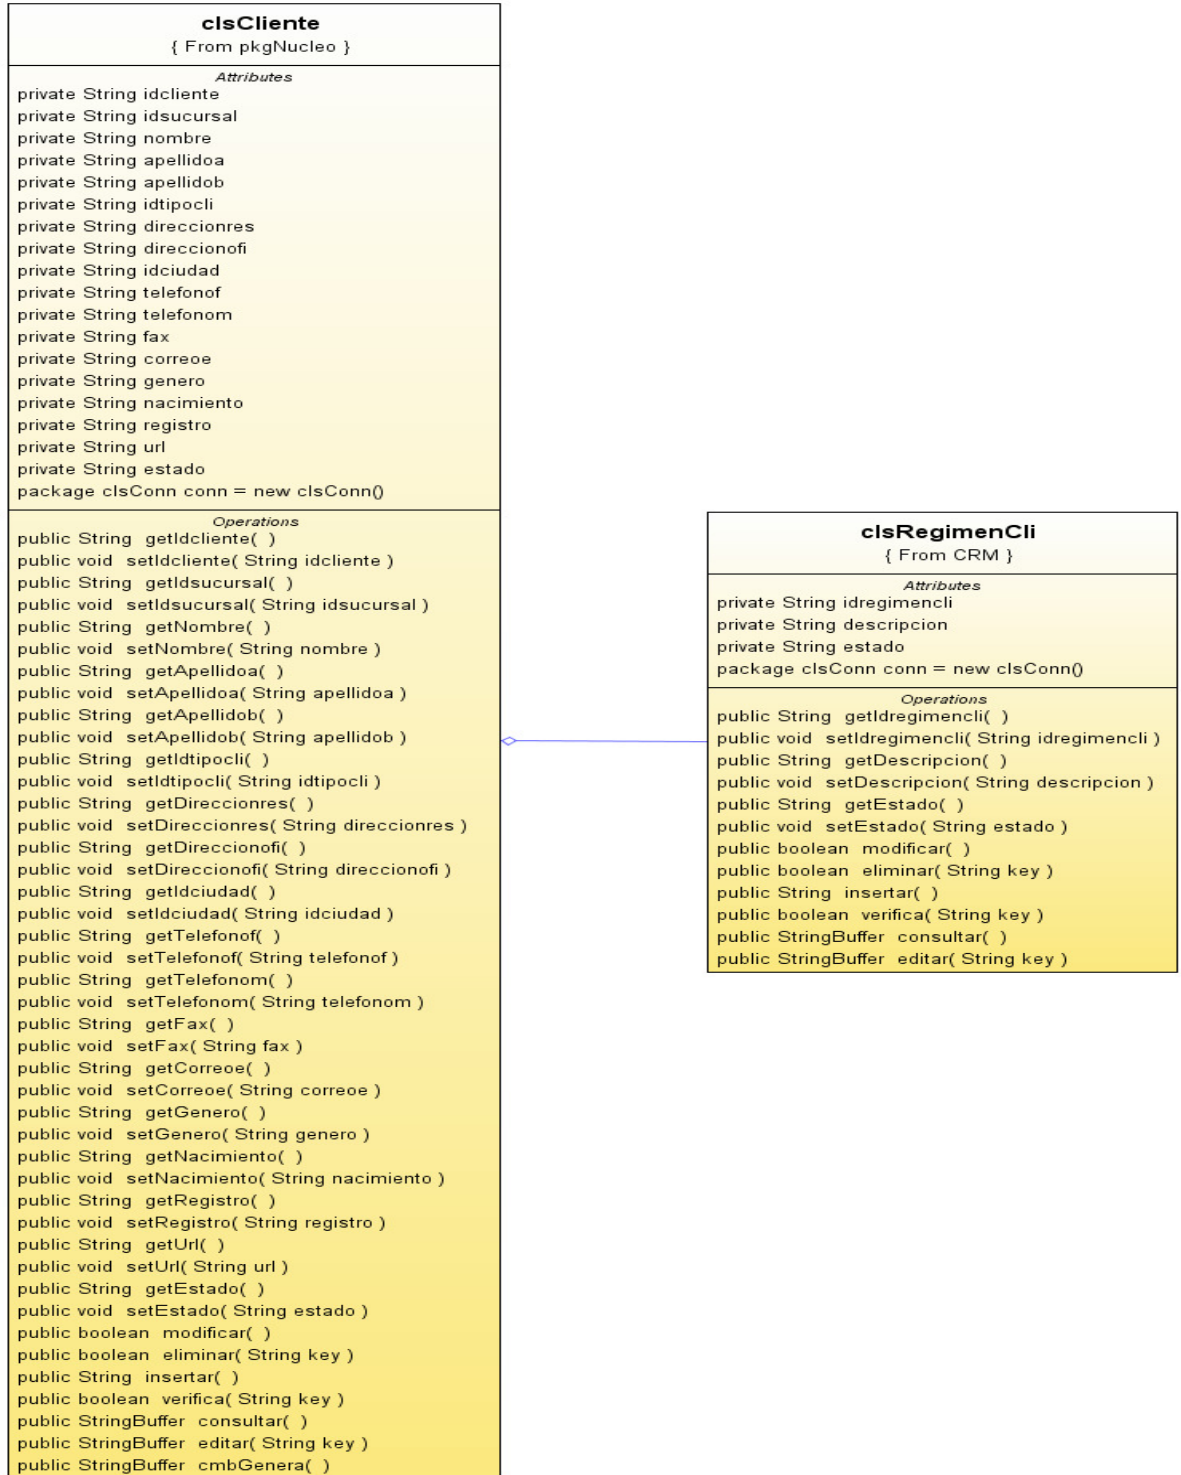 clsCliente
{ From pkgNucleo }
Attributes
private String idcliente
private String idsucursal
private String nombre
private String apellidoa
private String apellidob
private String idtipocli
private String direccionres
private String direccionofi
private String idciudad
private String telefonof
private String telefonom
private String fax
private String correoe
private String genero
private String nacimiento
private String registro
private String url
private String estado
package clsConn conn = new clsConn()
Operations
public String getIdcliente( )
public void setIdcliente( String idcliente )
public String getIdsucursal( )
public void setIdsucursal( String idsucursal )
public String getNombre( )
public void setNombre( String nombre )
public String getApellidoa( )
public void setApellidoa( String apellidoa )
public String getApellidob( )
public void setApellidob( String apellidob )
public String getIdtipocli( )
public void setIdtipocli( String idtipocli )
public String getDireccionres( )
public void setDireccionres( String direccionres )
public String getDireccionofi( )
public void setDireccionofi( String direccionofi )
public String getIdciudad( )
public void setIdciudad( String idciudad )
public String getTelefonof( )
public void setTelefonof( String telefonof )
public String getTelefonom( )
public void setTelefonom( String telefonom )
public String getFax( )
public void setFax( String fax )
public String getCorreoe( )
public void setCorreoe( String correoe )
public String getGenero( )
public void setGenero( String genero )
public String getNacimiento( )
public void setNacimiento( String nacimiento )
public String getRegistro( )
public void setRegistro( String registro )
public String getUrl( )
public void setUrl( String url )
public String getEstado( )
public void setEstado( String estado )
public boolean modificar( )
public boolean eliminar( String key )
public String insertar( )
public boolean verifica( String key )
public StringBuffer consultar( )
public StringBuffer editar( String key )
public StringBuffer cmbGenera( )
clsRegimenCli
{ From CRM }
Attributes
private String idregimencli
private String descripcion
private String estado
package clsConn conn = new clsConn()
Operations
public String getIdregimencli( )
public void setIdregimencli( String idregimencli )
public String getDescripcion( )
public void setDescripcion( String descripcion )
public String getEstado( )
public void setEstado( String estado )
public boolean modificar( )
public boolean eliminar( String key )
public String insertar( )
public boolean verifica( String key )
public StringBuffer consultar( )
public StringBuffer editar( String key )